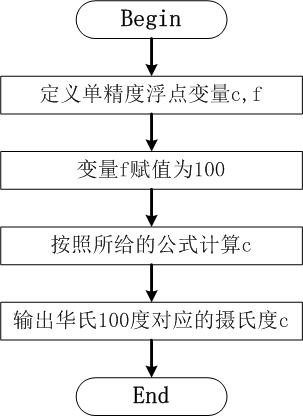 Begin
定义单精度浮点变量c,f
变量f赋值为100
按照所给的公式计算c
输出华氏100度对应的摄氏度c
End